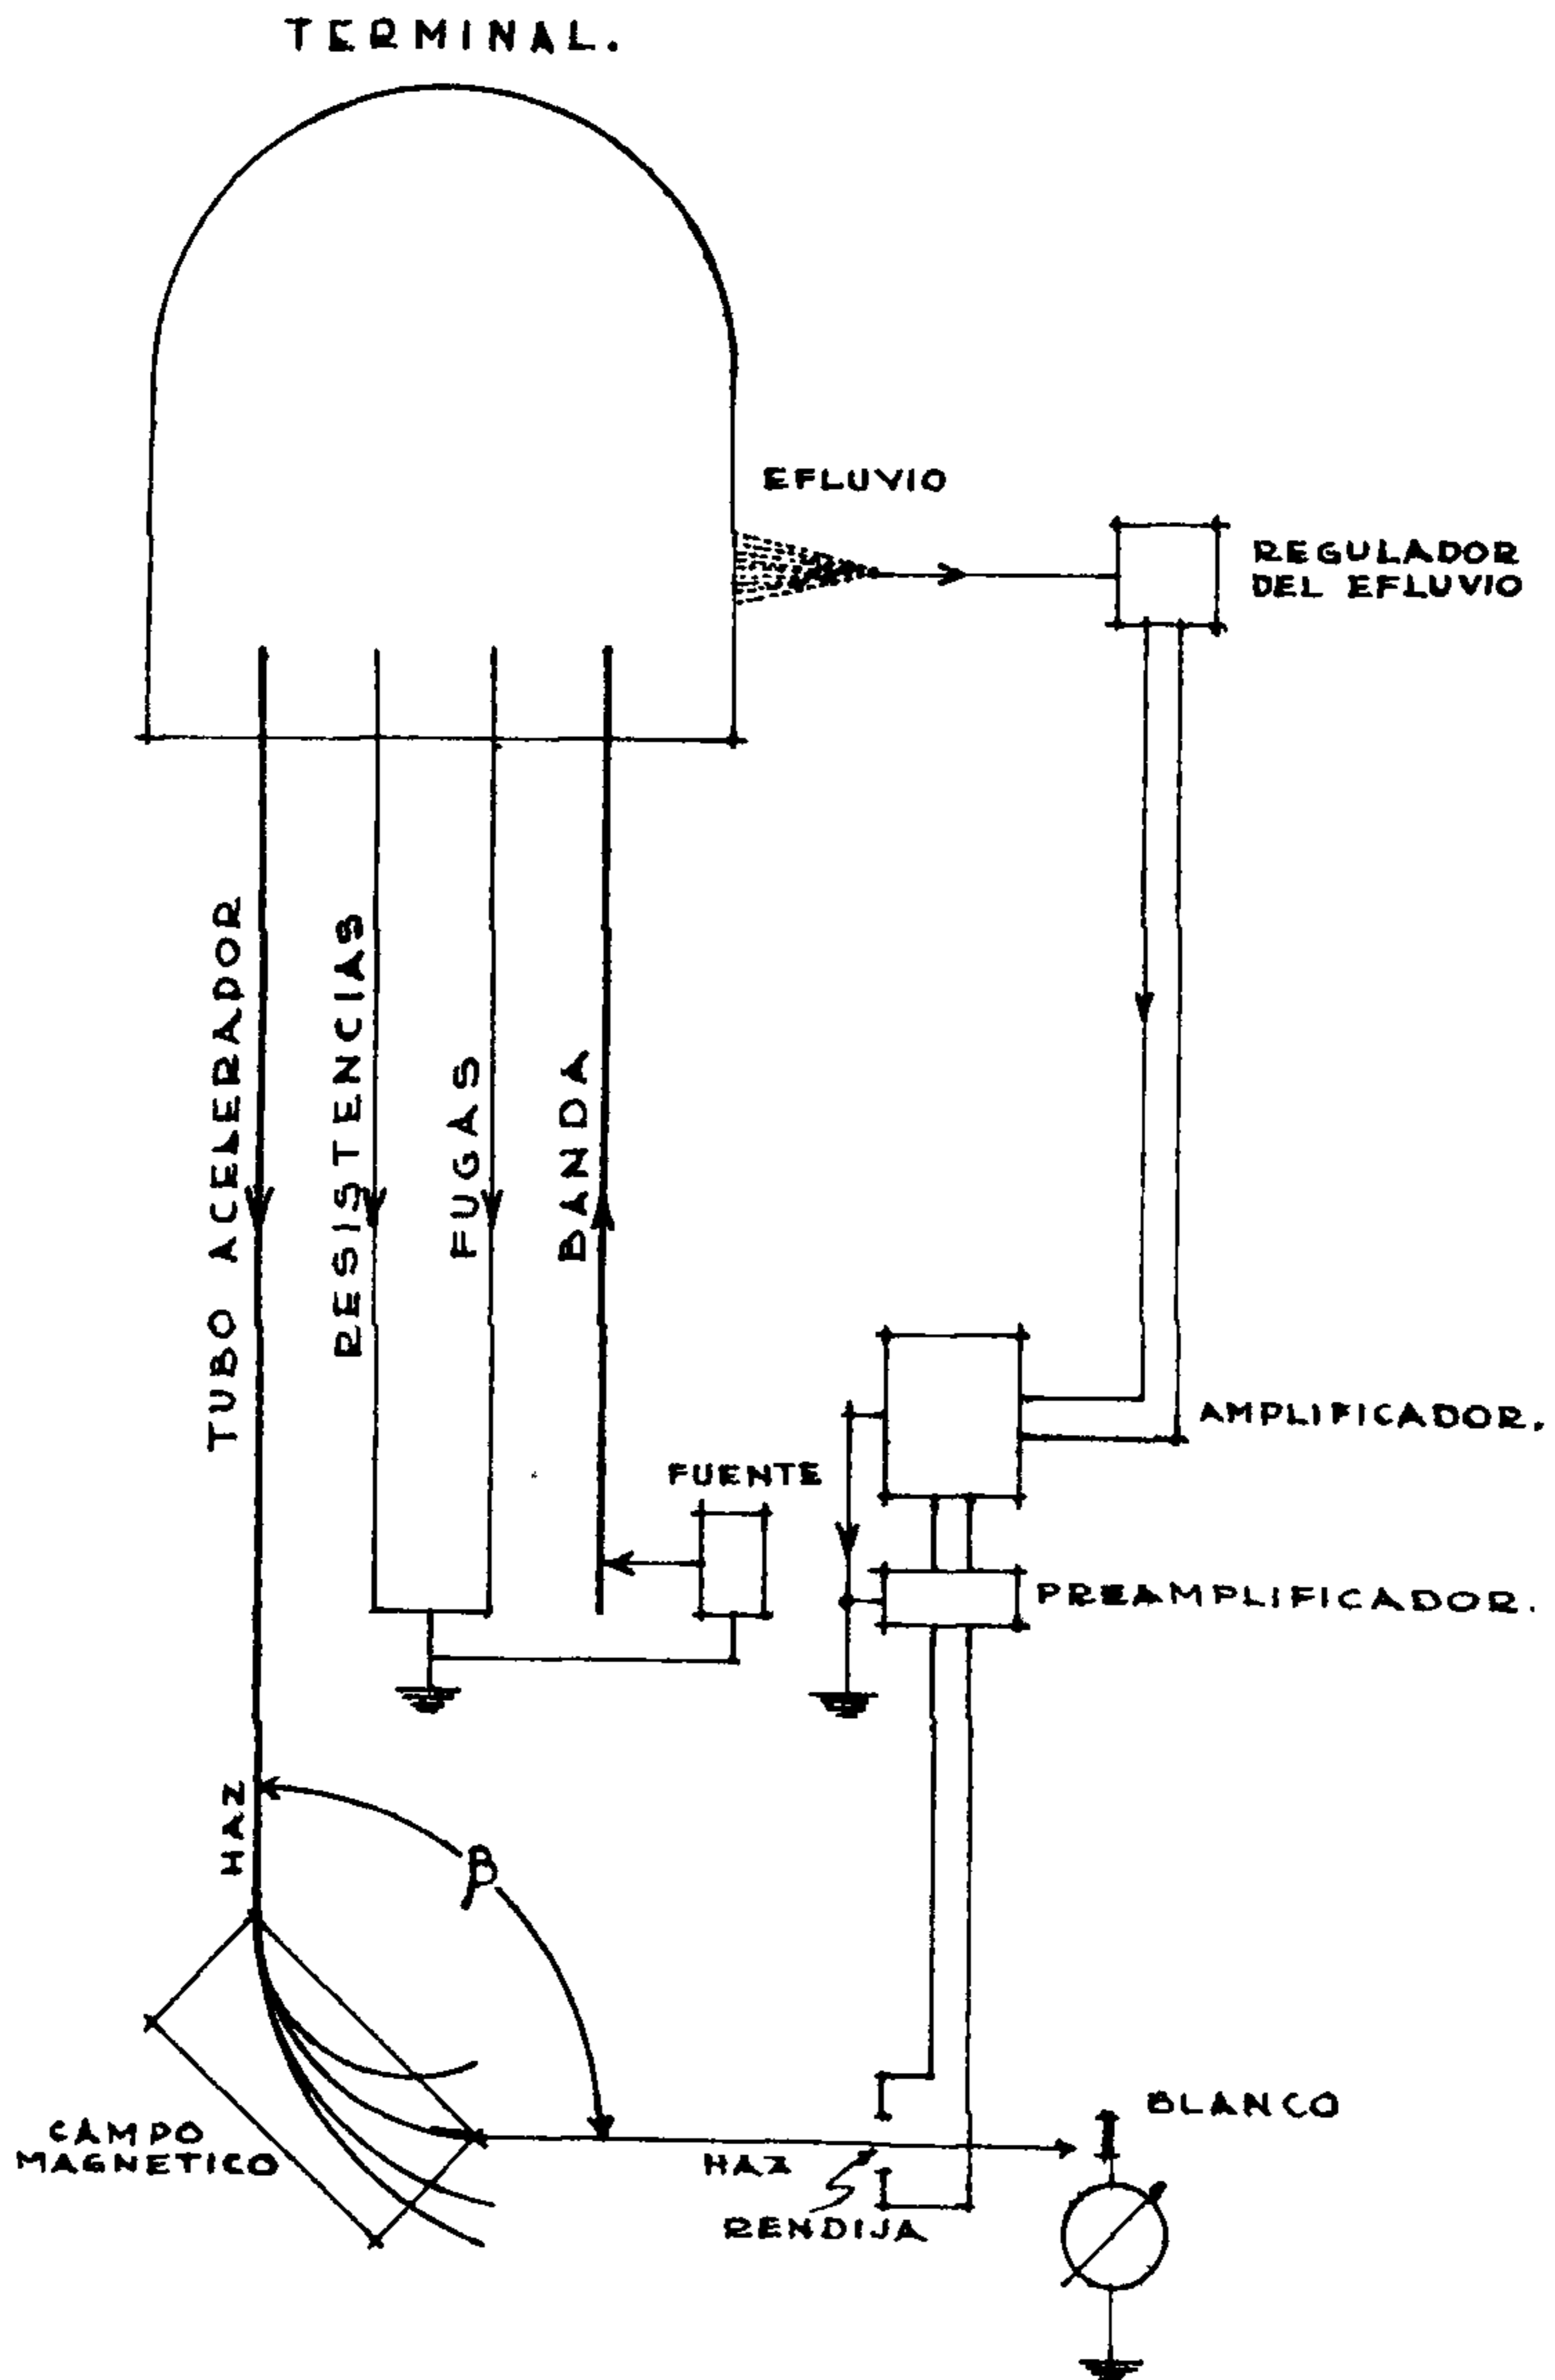 TERMINAL.
EFLUVIO
REGULADOR
DEL EFLUVIO
TUBO ACELERADOR
RESISTENCIAS
FUGAS
BANDA
AMPLIFICADOR.
FUENTE
PREAMPLIFICADOR.
HAZ
β
CAMPO
MAGNETICO
BLANCO
HAZ
RENDIJA